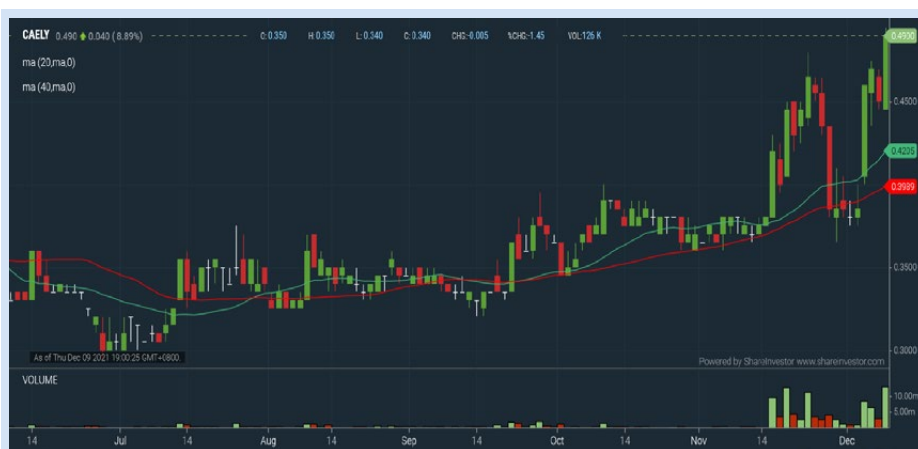 CAELY 0.490 0.040 ( 8.89%) O: 0.350 H: 0.350 L: 0.340 C: 0.340 CHG:-0.005 %CHG:-1.45 VOL:126 K
0.4900
ma (20,ma,0)
ma (40,ma,0)
0.4500
0.4205
0.3989
0.3500
0.3000
As of Thu Dec 09 2021 19:00:25 GMT+0800
Powered by ShareInvestor www.shareinvestor.com
VOLUME
10.00m
5.00m
14 Jul 14 Aug 14 Sep 14 Oct 14 Nov 14 Dec